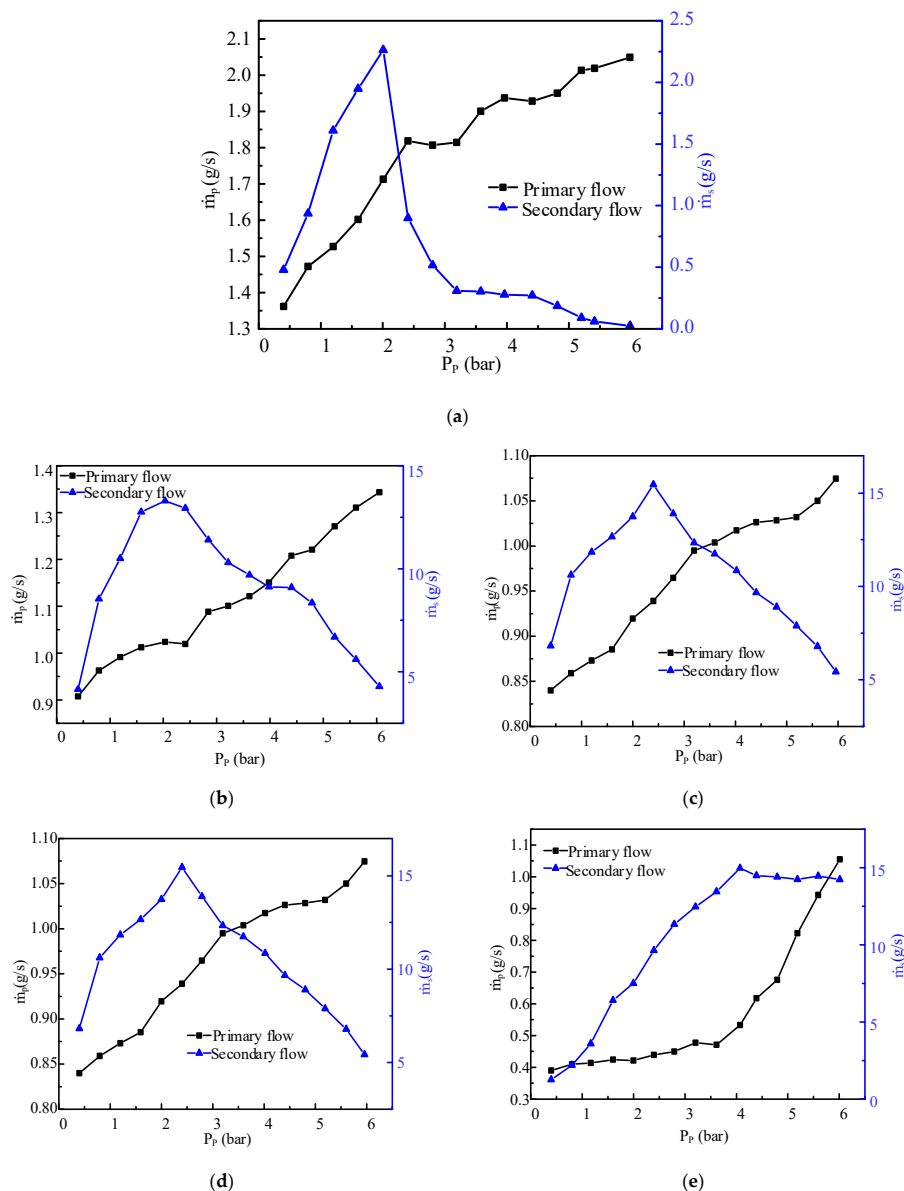 2.1
2.0
1.9
1.8
1.7
1.6
1.5
1.4
1.3
ṁp (g/s)
2.5
2.0
1.5
1.0
0.5
0.0
ṁs (g/s)
Primary flow
Secondary flow
0 1 2 3 4 5 6
PP (bar)
(a)
1.4
1.3
1.2
1.1
1.0
0.9
ṁp (g/s)
15
10
5
ṁs (g/s)
Primary flow
Secondary flow
0 1 2 3 4 5 6
PP (bar)
(b)
1.10
1.05
1.00
0.95
0.90
0.85
0.80
ṁp(g/s)
15
10
5
ṁs(g/s)
Primary flow
Secondary flow
0 1 2 3 4 5 6
PP (bar)
(c)
1.10
1.05
1.00
0.95
0.90
0.85
0.80
ṁp(g/s)
15
10
5
ṁs(g/s)
Primary flow
Secondary flow
0 1 2 3 4 5 6
PP (bar)
(d)
1.1
1.0
0.9
0.8
0.7
0.6
0.5
0.4
0.3
ṁp(g/s)
15
10
5
0
ṁs(g/s)
Primary flow
Secondary flow
0 1 2 3 4 5 6
PP (bar)
(e)